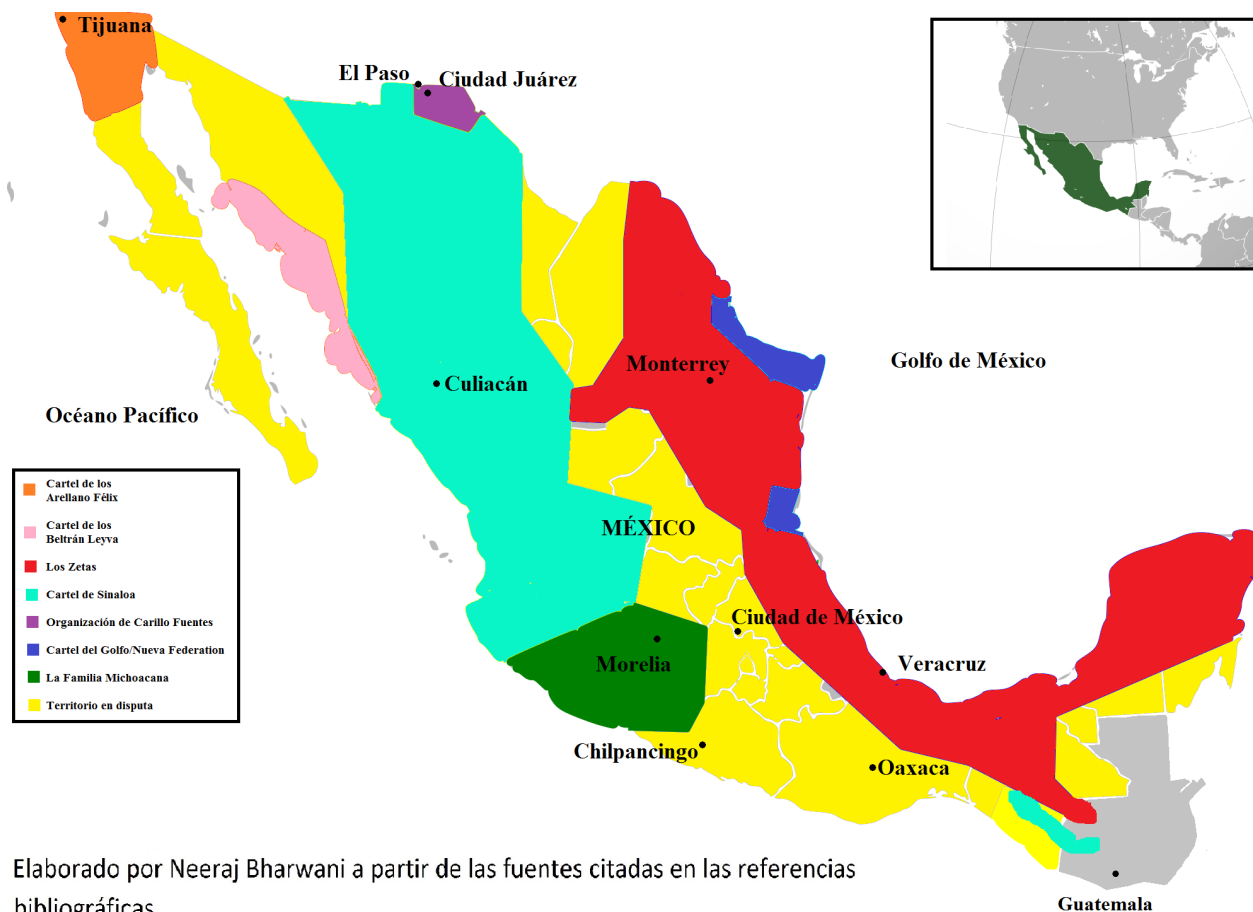 Tijuana
El Paso
Ciudad Juárez
Monterrey
Golfo de México
Culiacán
Océano Pacífico
Cartel de los
Arellano Félix
Cartel de los
Beltrán Leyva
Los Zetas
Cartel de Sinaloa
Organización de Carillo Fuentes
Cartel del Golfo/Nueva Federation
La Familia Michoacana
Territorio en disputa
MÉXICO
Ciudad de México
Morelia
Veracruz
Chilpancingo
Oaxaca
Guatemala
Elaborado por Neeraj Bharwani a partir de las fuentes citadas en las referencias
bibliográficas